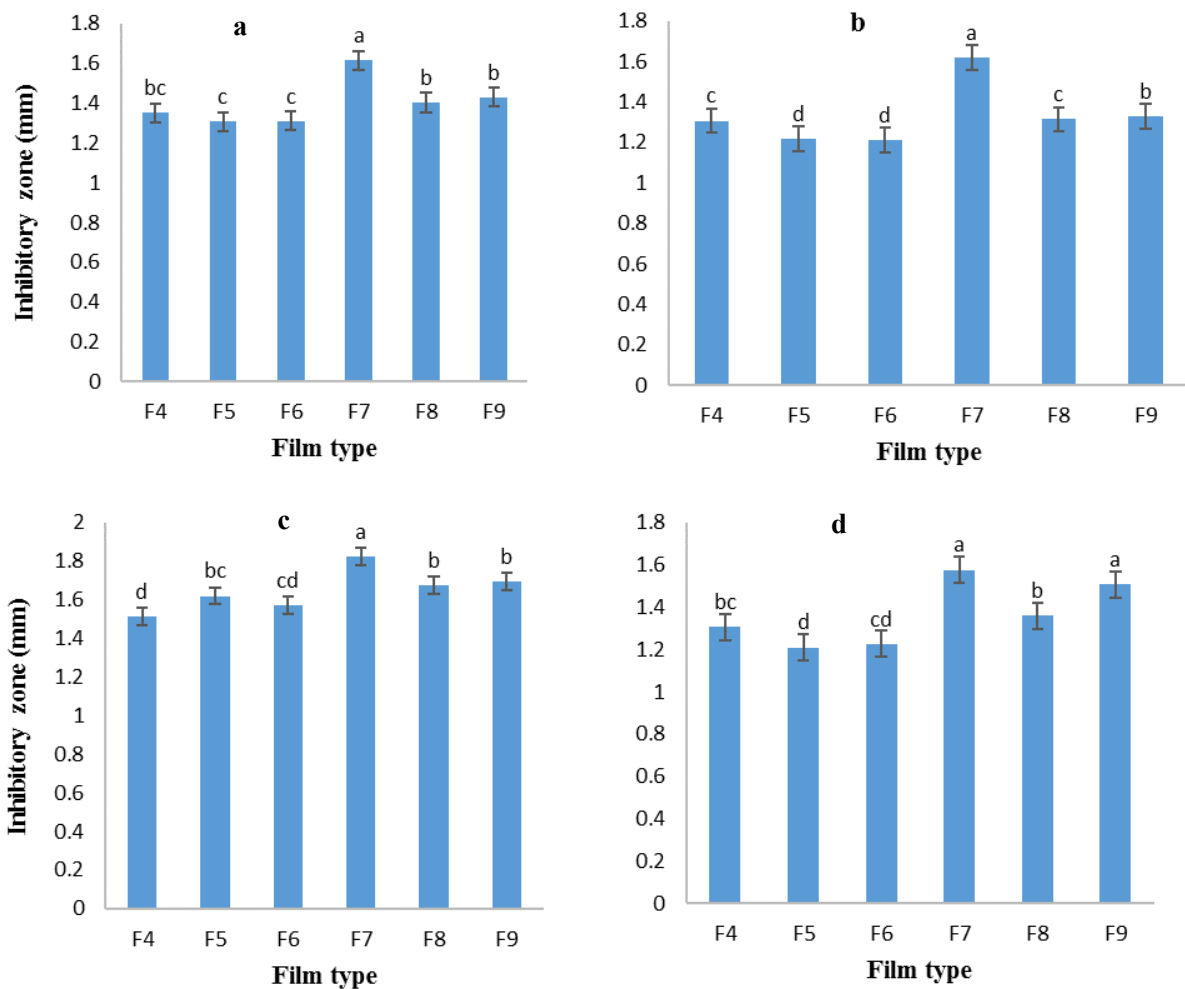 a
Inhibitory zone (mm)
1.8
1.6
1.4
1.2
1
0.8
0.6
0.4
0.2
0
bc c c a b b
F4 F5 F6 F7 F8 F9
Film type
b
1.8
1.6
1.4
1.2
1
0.8
0.6
0.4
0.2
0
c d d a c b
F4 F5 F6 F7 F8 F9
Film type
c
Inhibitory zone (mm)
2
1.8
1.6
1.4
1.2
1
0.8
0.6
0.4
0.2
0
d bc cd a b b
F4 F5 F6 F7 F8 F9
Film type
d
1.8
1.6
1.4
1.2
1
0.8
0.6
0.4
0.2
0
bc d cd a b a
F4 F5 F6 F7 F8 F9
Film type